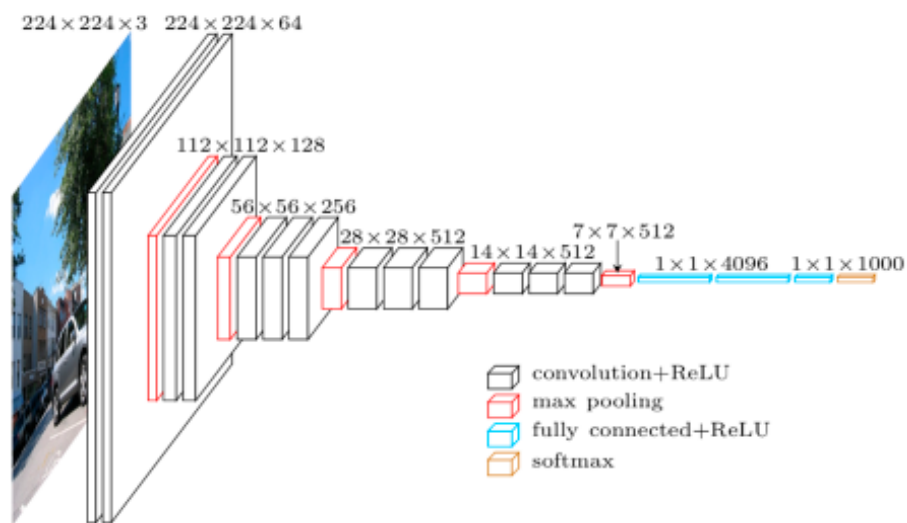 224×224×3
224×224×64
112×112×128
56×56×256
28×28×512
14×14×512
7×7×512
1×1×4096
1×1×1000
convolution+ReLU
max pooling
fully connected+ReLU
softmax